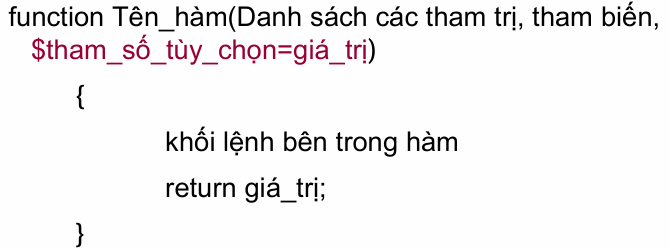 function Tên_hàm(Danh sách các tham trị, tham biến,
$tham_số_tùy_chọn=giá_trị)
{
khối lệnh bên trong hàm
return giá_trị;
}